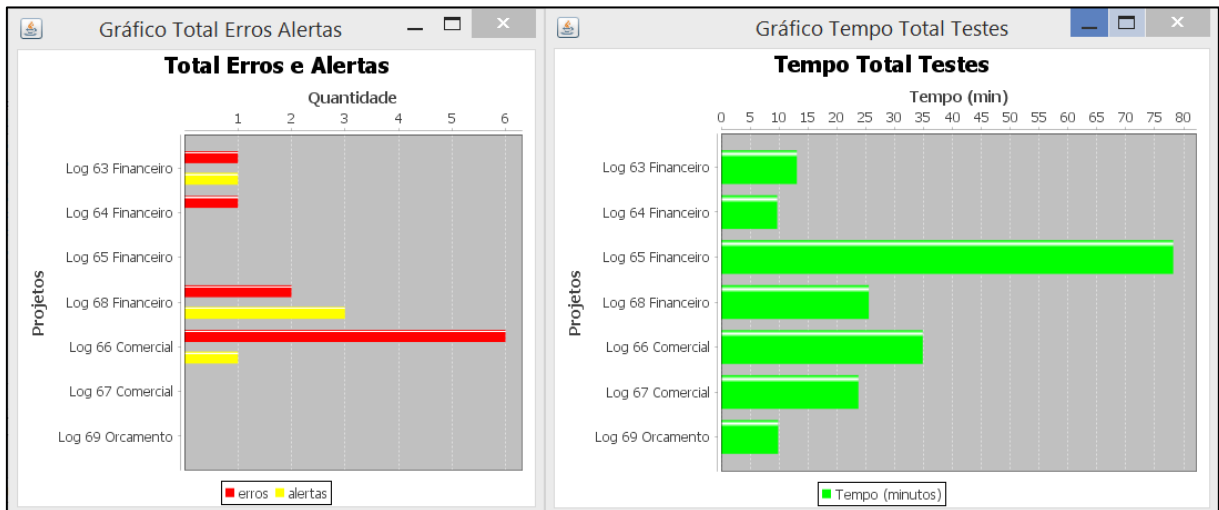 Gráfico Total Erros Alertas
Total Erros e Alertas
Quantidade
1 2 3 4 5 6
Projetos
Log 63 Financeiro
Log 64 Financeiro
Log 65 Financeiro
Log 68 Financeiro
Log 66 Comercial
Log 67 Comercial
Log 69 Orcamento
erros alertas
Gráfico Tempo Total Testes
Tempo Total Testes
Tempo (min)
0 5 10 15 20 25 30 35 40 45 50 55 60 65 70 75 80
Projetos
Log 63 Financeiro
Log 64 Financeiro
Log 65 Financeiro
Log 68 Financeiro
Log 66 Comercial
Log 67 Comercial
Log 69 Orcamento
Tempo (minutos)